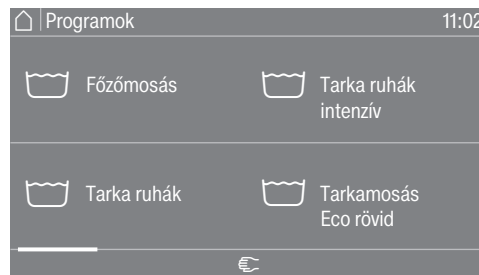 Programok
11:02
Főzőmosás
Tarka ruhák
intenzív
Tarka ruhák
Tarkamosás
Eco rövid